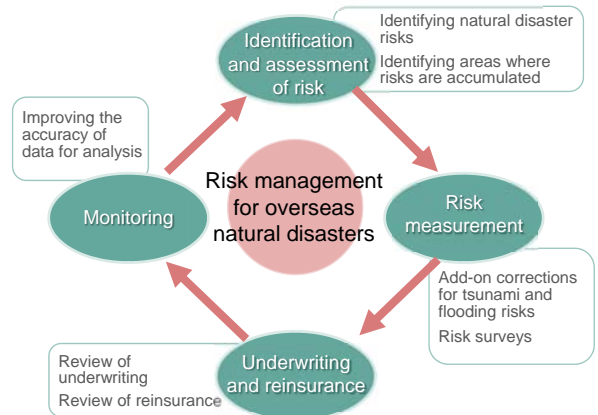 Identification
and assessment
of risk
Identifying natural disaster
risks
Identifying areas where
risks are accumulated
Improving the
accuracy of
data for analysis
Monitoring
Risk management
for overseas
natural disasters
Risk
measurement
Add-on corrections
for tsunami and
flooding risks
Risk surveys
Underwriting
and reinsurance
Review of
underwriting
Review of reinsurance